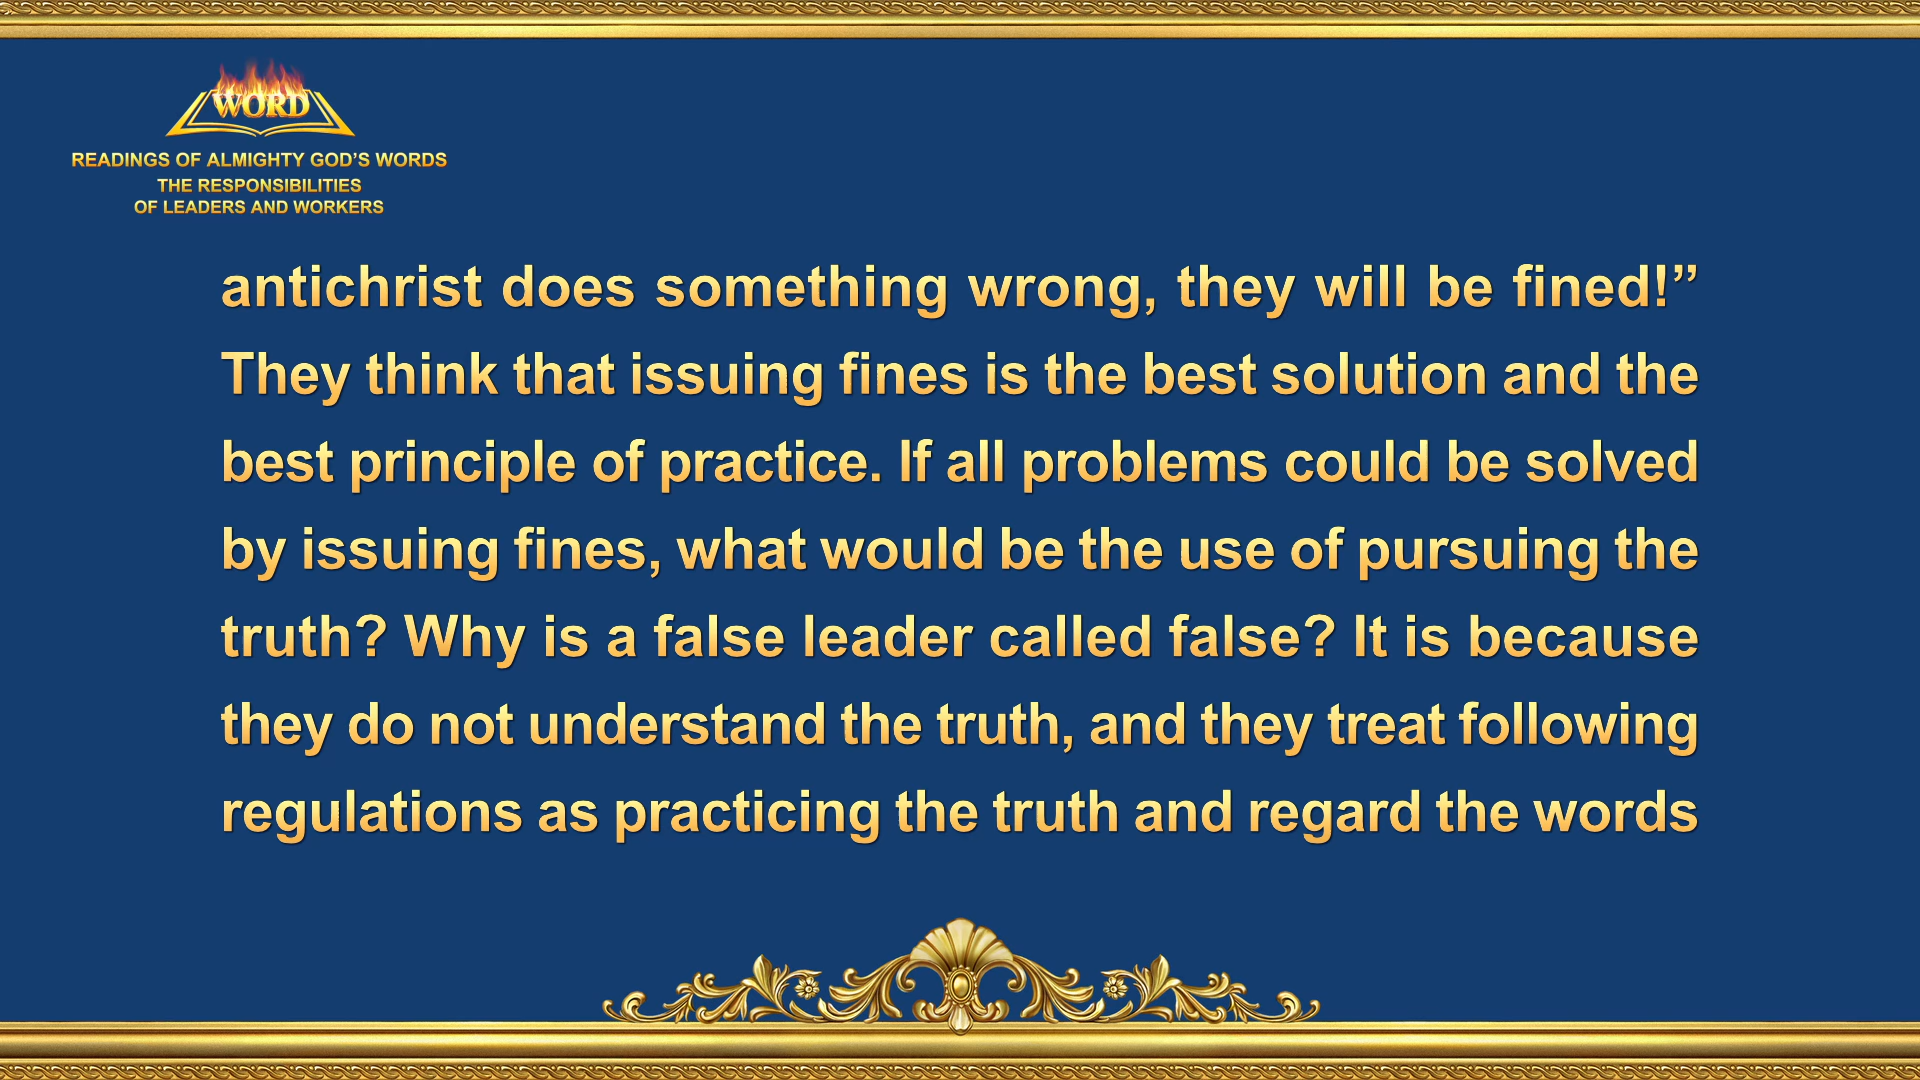 WORD
READINGS OF ALMIGHTY GOD’S WORDS
THE RESPONSIBILITIES
OF LEADERS AND WORKERS
antichrist does something wrong, they will be fined!”
They think that issuing fines is the best solution and the
best principle of practice. If all problems could be solved
by issuing fines, what would be the use of pursuing the
truth? Why is a false leader called false? It is because
they do not understand the truth, and they treat following
regulations as practicing the truth and regard the words